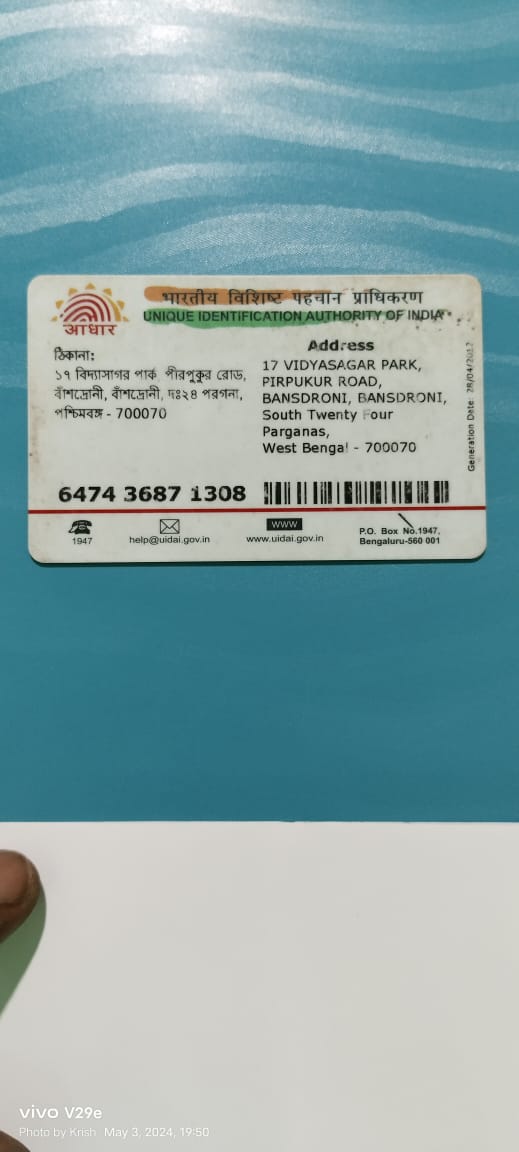 भारतीय विशिष्ट पहचान प्राधिकरण
UNIQUE IDENTIFICATION AUTHORITY OF INDIA
आधार
ঠিকানা:
১৭ বিদ্যাসাগর পার্ক, পীরপুকুর রোড,
বাঁশদ্রোনী, বাঁশদ্রোনী, দঃ২৪ পরগনা,
পশ্চিমবঙ্গ - 700070
Address
17 VIDYASAGAR PARK,
PIRPUKUR ROAD,
BANSDRONI, BANSDRONI,
South Twenty Four
Parganas,
West Bengal - 700070
Generation Date: 28/04/2012
6474 3687 1308
1947
help@uidai.gov.in
WWW
www.uidai.gov.in
P.O. Box No.1947,
Bengaluru-560 001
vivo V29e
Photo by Krish May 3, 2024, 19:50